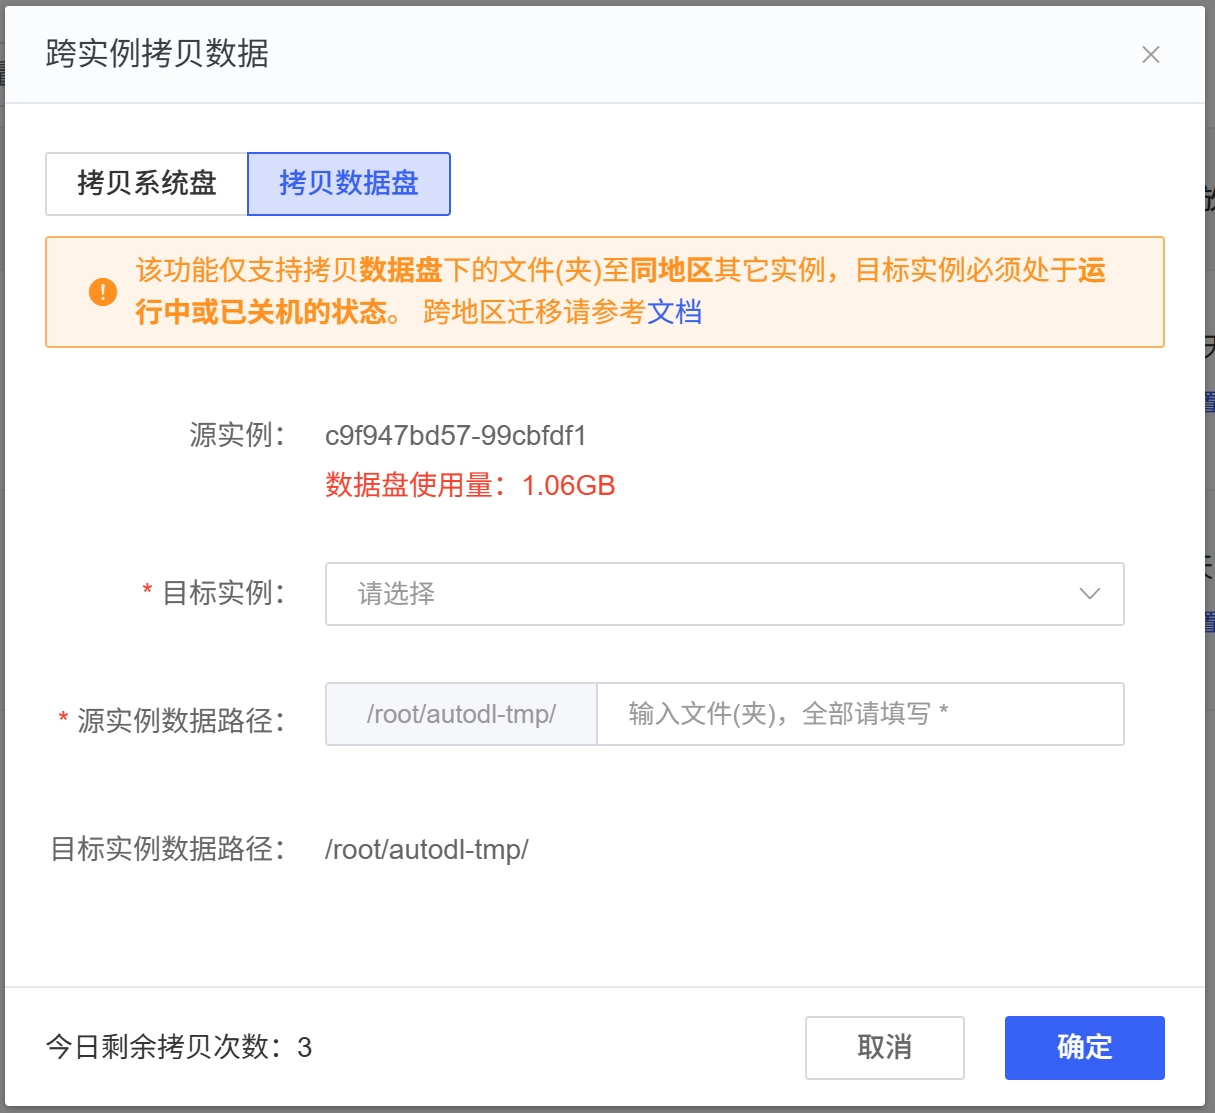 跨实例拷贝数据
拷贝系统盘
拷贝数据盘
该功能仅支持拷贝数据盘下的文件(夹)至同地区其它实例，目标实例必须处于运
行中或已关机的状态。 跨地区迁移请参考文档
源实例：
c9f947bd57-99cbfdf1
数据盘使用量：1.06GB
* 目标实例：
请选择
* 源实例数据路径：
/root/autodl-tmp/
输入文件(夹)，全部请填写 *
目标实例数据路径：
/root/autodl-tmp/
今日剩余拷贝次数：3
取消
确定